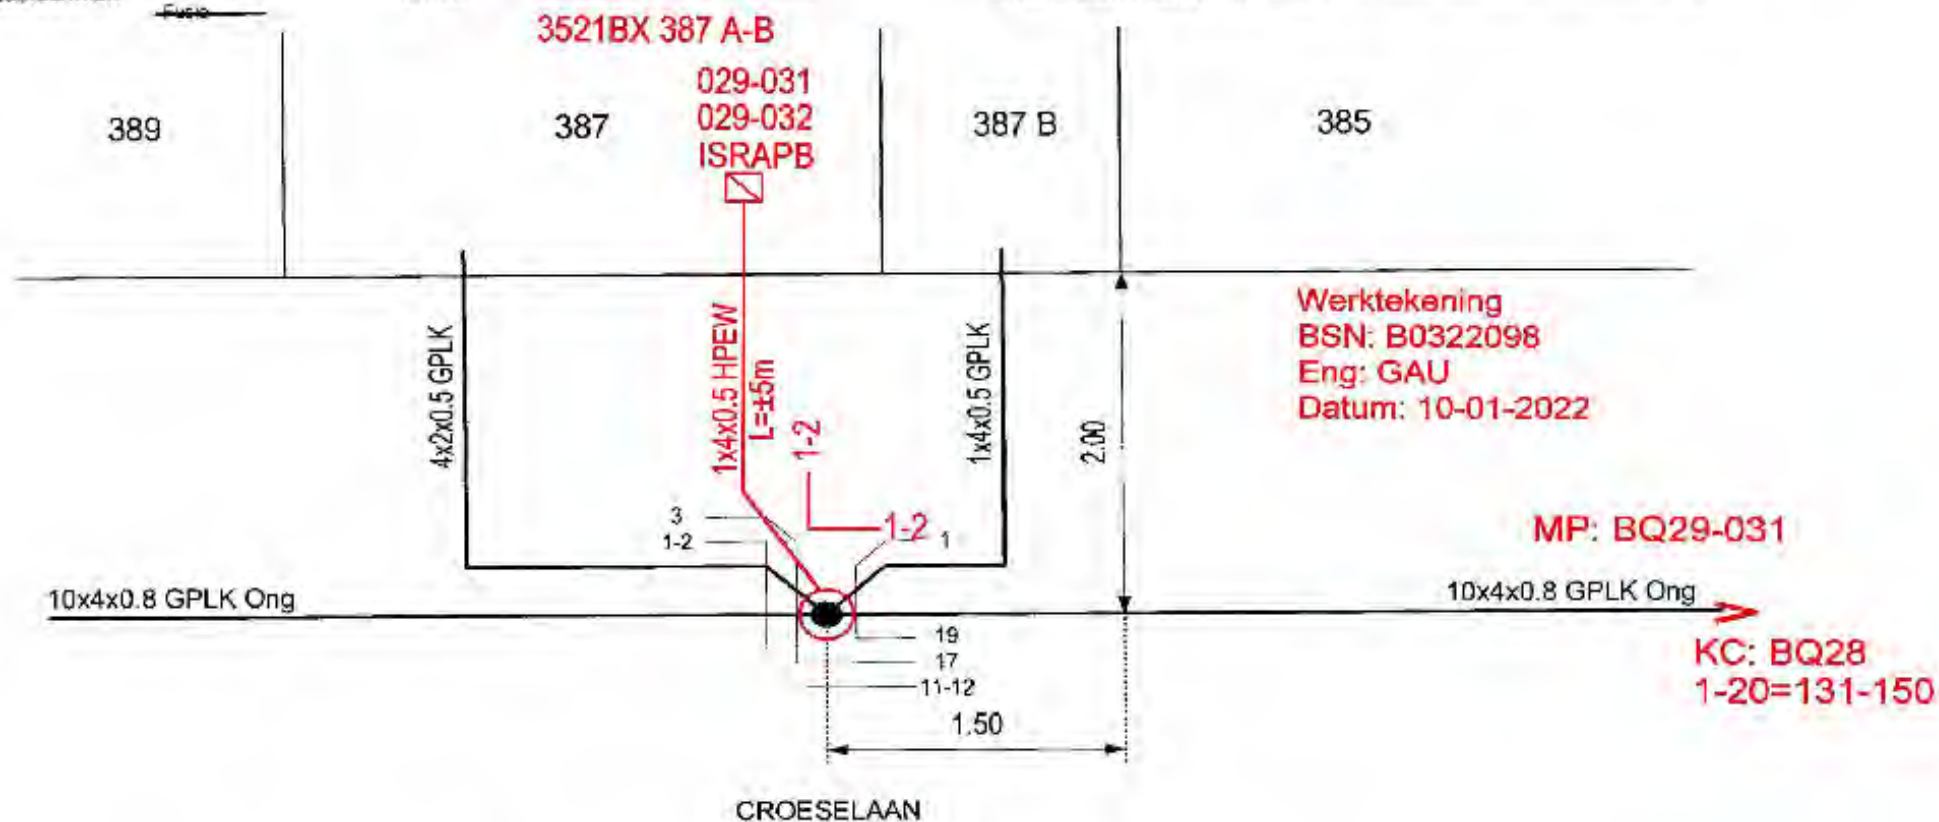 Fusie
3521BX 387 A-B
029-031
029-032
ISRAPB
389
387
387 B
385
4x2x0.5 GPLK
1x4x0.5 HPEW
L=±5m
1-2
1x4x0.5 GPLK
2.00
Werktekening
BSN: B0322098
Eng: GAU
Datum: 10-01-2022
3
1-2
1-2
1
MP: BQ29-031
10x4x0.8 GPLK Ong
10x4x0.8 GPLK Ong
19
17
11-12
KC: BQ28
1-20=131-150
1.50
CROESELAAN